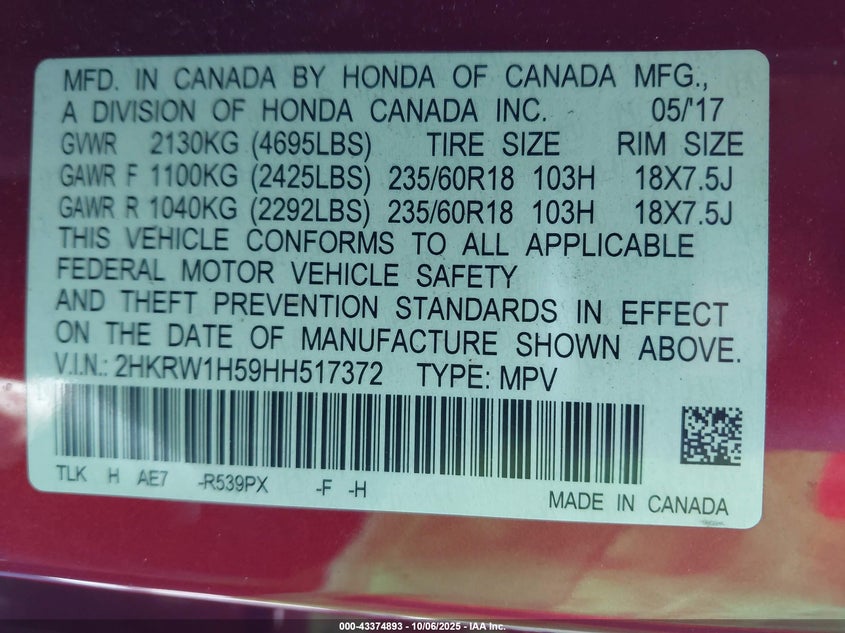 MFD. IN CANADA BY HONDA OF CANADA MFG.,
A DIVISION OF HONDA CANADA INC. 05/'17
GVWR 2130KG (4695LBS) TIRE SIZE RIM SIZE
GAWR F 1100KG (2425LBS) 235/60R18 103H 18X7.5J
GAWR R 1040KG (2292LBS) 235/60R18 103H 18X7.5J
THIS VEHICLE CONFORMS TO ALL APPLICABLE
FEDERAL MOTOR VEHICLE SAFETY
AND THEFT PREVENTION STANDARDS IN EFFECT
ON THE DATE OF MANUFACTURE SHOWN ABOVE.
V.I.N.: 2HKRW1H59HH517372 TYPE: MPV
TLK H AE7 -R539PX -F -H
MADE IN CANADA
000-43374893 - 10/06/2025 - IAA Inc.